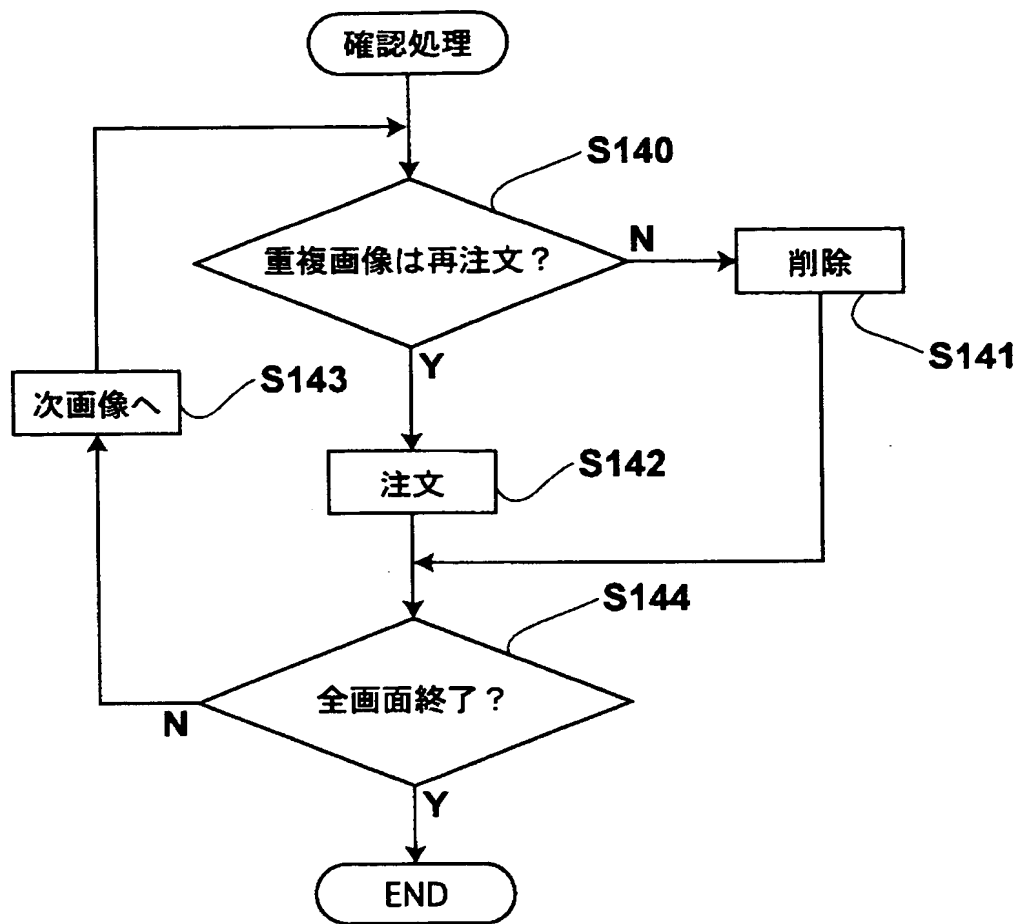 確認処理
S140
重複画像は再注文?
N
削除
S141
Y
S143
次画像へ
注文
S142
S144
全画面終了?
N
Y
END